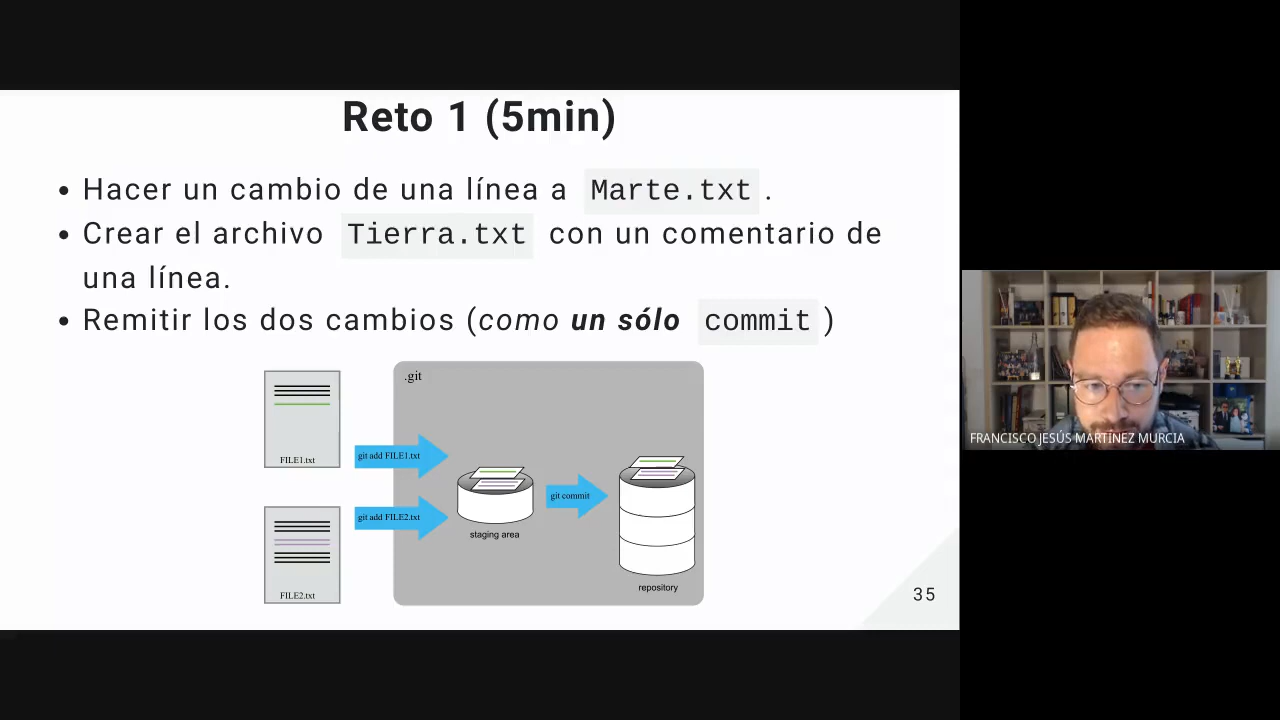 Reto 1 (5min)
• Hacer un cambio de una línea a Marte.txt.
• Crear el archivo Tierra.txt con un comentario de
una línea.
• Remitir los dos cambios (como un sólo commit)
.git
FILE1.txt
git add FILE1.txt
git add FILE2.txt
git commit
staging area
repository
FILE2.txt
35
FRANCISCO JESÚS MARTÍNEZ MURCIA